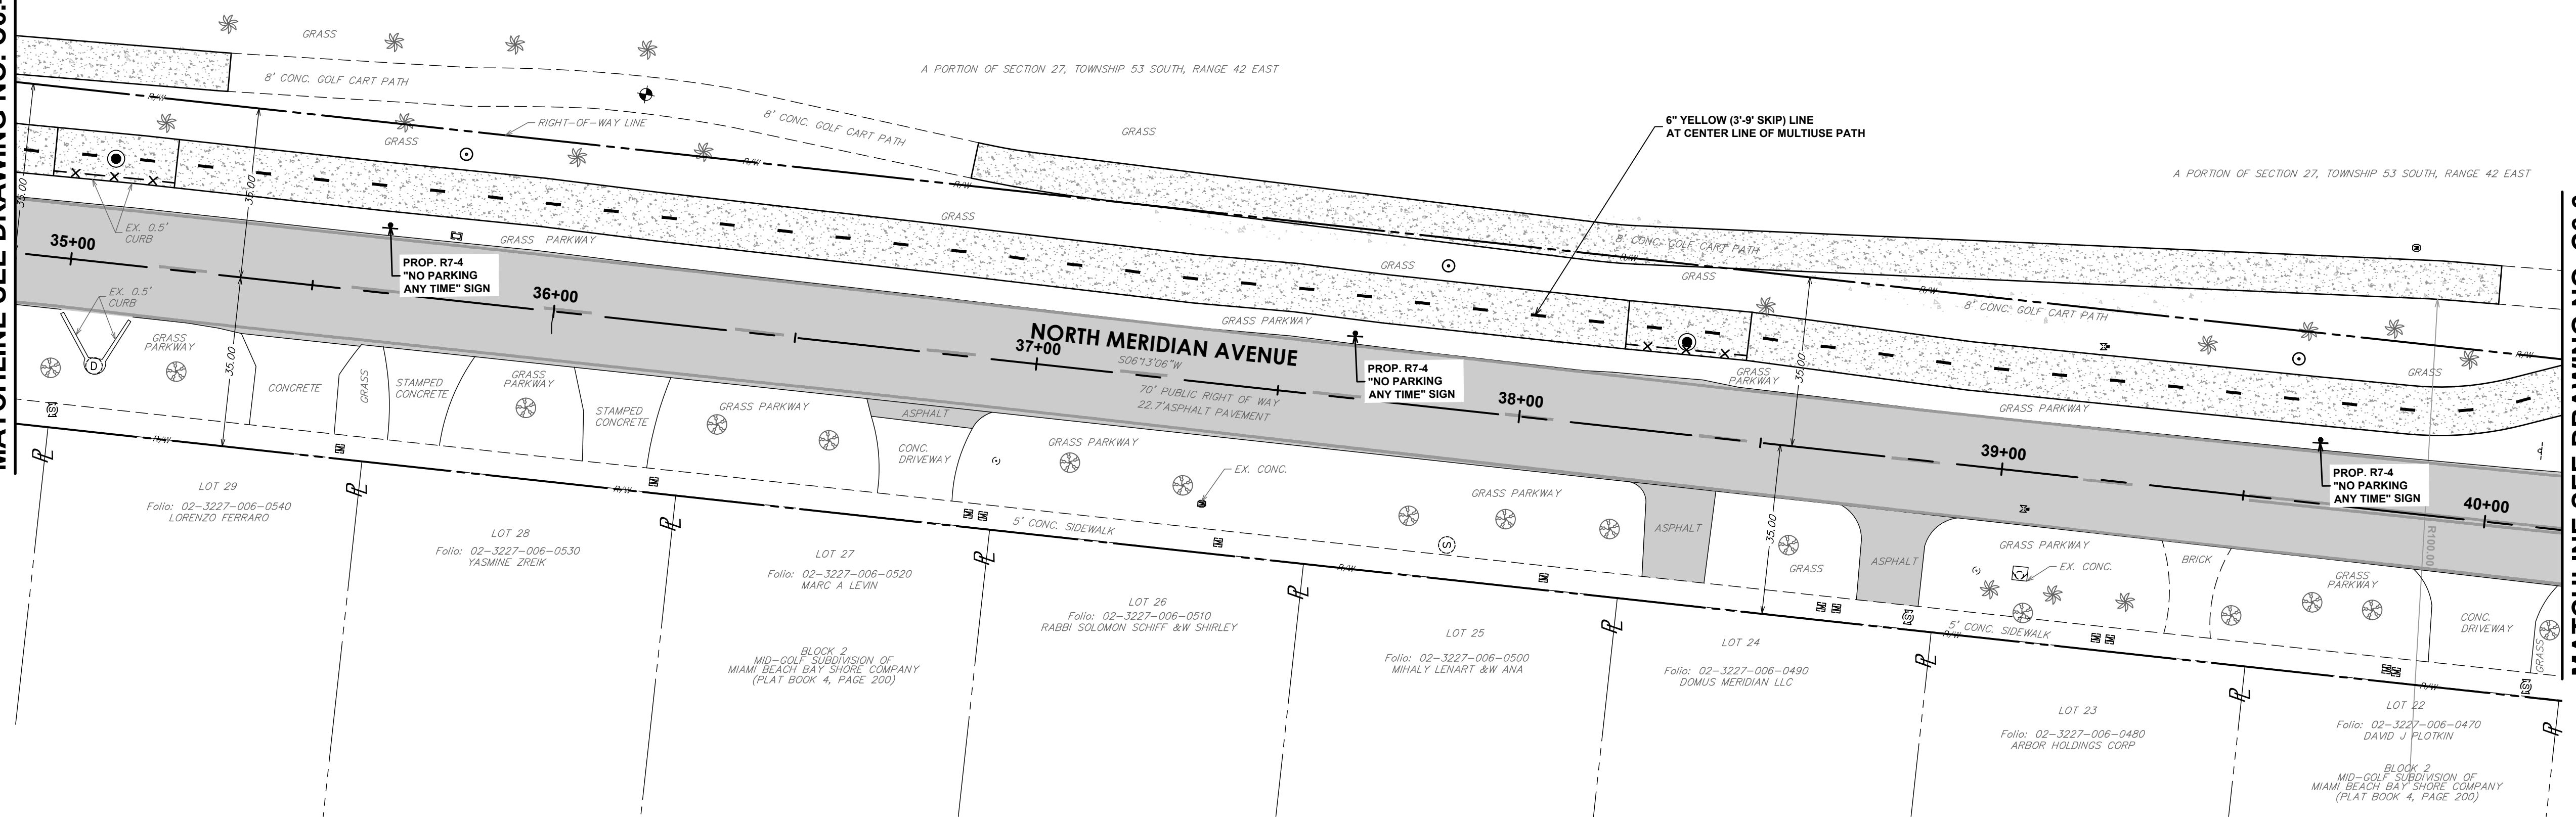 GRASS
8' CONC. GOLF CART PATH
A PORTION OF SECTION 27, TOWNSHIP 53 SOUTH, RANGE 42 EAST
R/W
RIGHT-OF-WAY LINE
8' CONC. GOLF CART PATH
GRASS
6" YELLOW (3'-9' SKIP) LINE
AT CENTER LINE OF MULTIUSE PATH
A PORTION OF SECTION 27, TOWNSHIP 53 SOUTH, RANGE 42 EAST
GRASS
R/W
R/W
35.00
35.00
EX. 0.5'
CURB
GRASS
GRASS PARKWAY
35+00
PROP. R7-4
"NO PARKING
ANY TIME" SIGN
8' CONC. GOLF CART PATH
R/W
GRASS
GRASS
R/W
8' CONC. GOLF CART PATH
R/W
GRASS
EX. 0.5'
CURB
36+00
GRASS PARKWAY
NORTH MERIDIAN AVENUE
37+00
S06°13'06"W
70' PUBLIC RIGHT OF WAY
22.7'ASPHALT PAVEMENT
PROP. R7-4
"NO PARKING
ANY TIME" SIGN
38+00
GRASS
PARKWAY
35.00
GRASS PARKWAY
39+00
PROP. R7-4
"NO PARKING
ANY TIME" SIGN
40+00
R100.00
GRASS
PARKWAY
D
35.00
CONCRETE
GRASS
STAMPED
CONCRETE
GRASS
PARKWAY
STAMPED
CONCRETE
GRASS PARKWAY
ASPHALT
CONC.
DRIVEWAY
GRASS PARKWAY
EX. CONC.
GRASS PARKWAY
S
ASPHALT
35.00
GRASS
ASPHALT
GRASS PARKWAY
EX. CONC.
BRICK
GRASS
PARKWAY
CONC.
DRIVEWAY
GRASS
S
R/W
R/W
5' CONC. SIDEWALK
R/W
S
5' CONC. SIDEWALK
R/W
R/W
S
LOT 29
Folio: 02-3227-006-0540
LORENZO FERRARO
LOT 28
Folio: 02-3227-006-0530
YASMINE ZREIK
LOT 27
Folio: 02-3227-006-0520
MARC A LEVIN
BLOCK 2
MID-GOLF SUBDIVISION OF
MIAMI BEACH BAY SHORE COMPANY
(PLAT BOOK 4, PAGE 200)
LOT 26
Folio: 02-3227-006-0510
RABBI SOLOMON SCHIFF &W SHIRLEY
LOT 25
Folio: 02-3227-006-0500
MIHALY LENART &W ANA
LOT 24
Folio: 02-3227-006-0490
DOMUS MERIDIAN LLC
LOT 23
Folio: 02-3227-006-0480
ARBOR HOLDINGS CORP
LOT 22
Folio: 02-3227-006-0470
DAVID J PLOTKIN
BLOCK 2
MID-GOLF SUBDIVISION OF
MIAMI BEACH BAY SHORE COMPANY
(PLAT BOOK 4, PAGE 200)